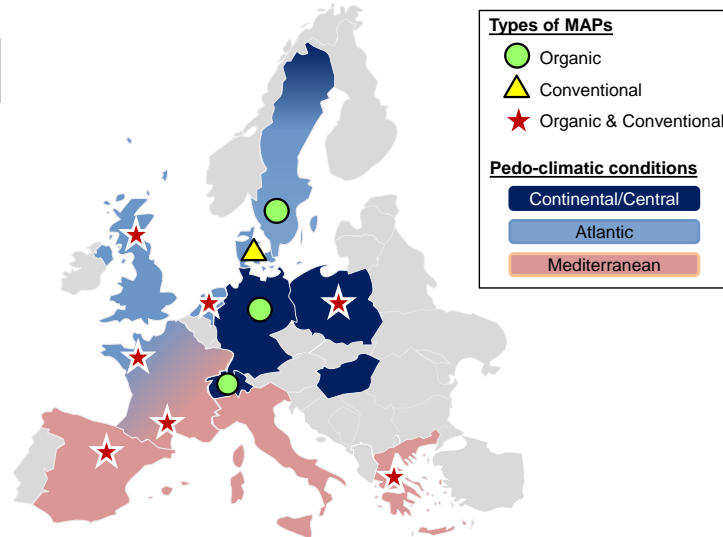 Types of MAPs
Organic
Conventional
Organic & Conventional
Pedo-climatic conditions
Continental/Central
Atlantic
Mediterranean